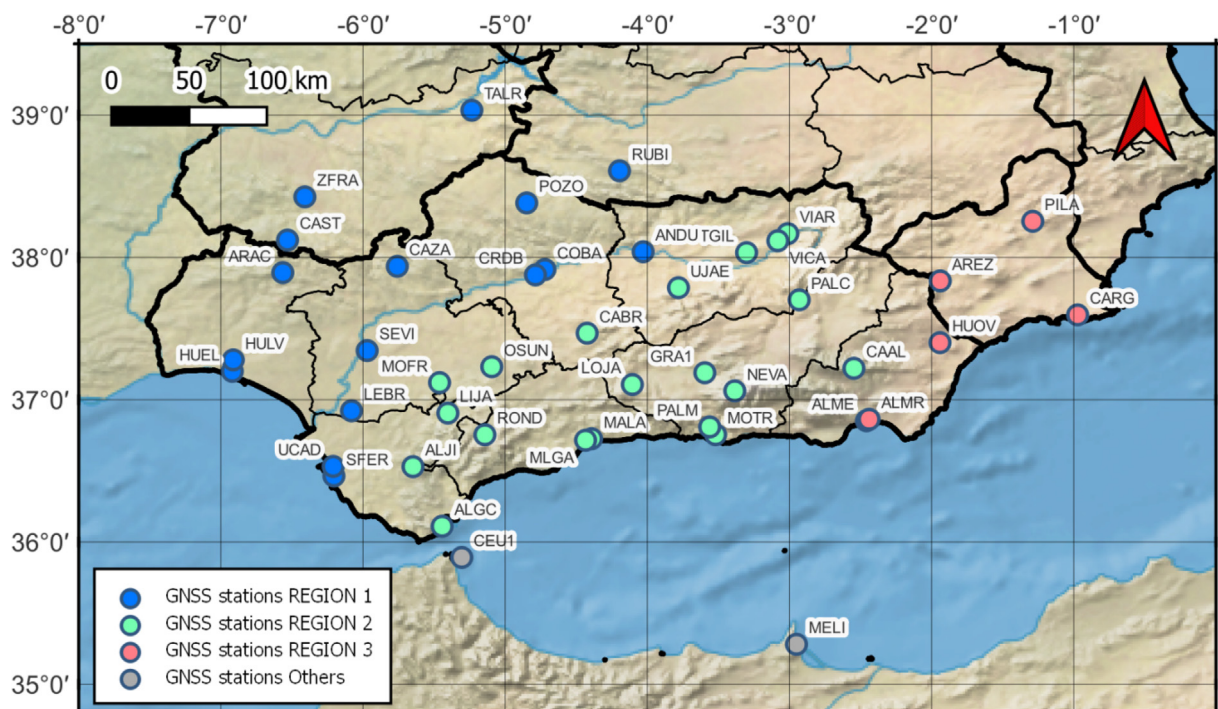 -8°0′ -7°0′ -6°0′ -5°0′ -4°0′ -3°0′ -2°0′ -1°0′
0 50 100 km
39°0′
TALR
RUBI
ZFRA
POZO
PILA
CAST
VIAR
38°0′
ARAC
CAZA
CRDB
COBA
ANDU
TGIL
VICA
UJAE
PALC
AREZ
CARG
HUEL
HULV
SEVI
CABR
HUOV
MOFR
OSUN
LOJA
GRA1
NEVA
CAAL
37°0′
LEBR
LIJA
ROND
MALA
PALM
MOTR
ALME
ALMR
UCAD
SFER
ALJI
MLGA
ALGC
36°0′
CEU1
GNSS stations REGION 1
GNSS stations REGION 2
GNSS stations REGION 3
GNSS stations Others
MELI
35°0′